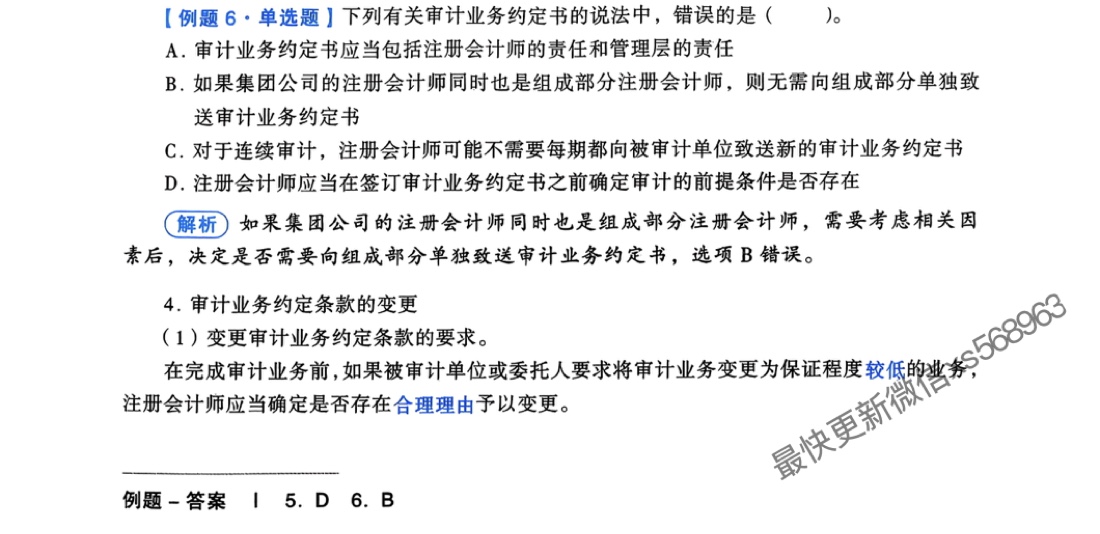 【例题6·单选题】下列有关审计业务约定书的说法中，错误的是（　　）。
A. 审计业务约定书应当包括注册会计师的责任和管理层的责任
B. 如果集团公司的注册会计师同时也是组成部分注册会计师，则无需向组成部分单独致
送审计业务约定书
C. 对于连续审计，注册会计师可能不需要每期都向被审计单位致送新的审计业务约定书
D. 注册会计师应当在签订审计业务约定书之前确定审计的前提条件是否存在
解析 如果集团公司的注册会计师同时也是组成部分注册会计师，需要考虑相关因
素后，决定是否需要向组成部分单独致送审计业务约定书，选项 B 错误。
4. 审计业务约定条款的变更
（1）变更审计业务约定条款的要求。
在完成审计业务前，如果被审计单位或委托人要求将审计业务变更为保证程度较低的业务，
注册会计师应当确定是否存在合理理由予以变更。
最快更新微信:s568963
例题 – 答案 | 5. D 6. B